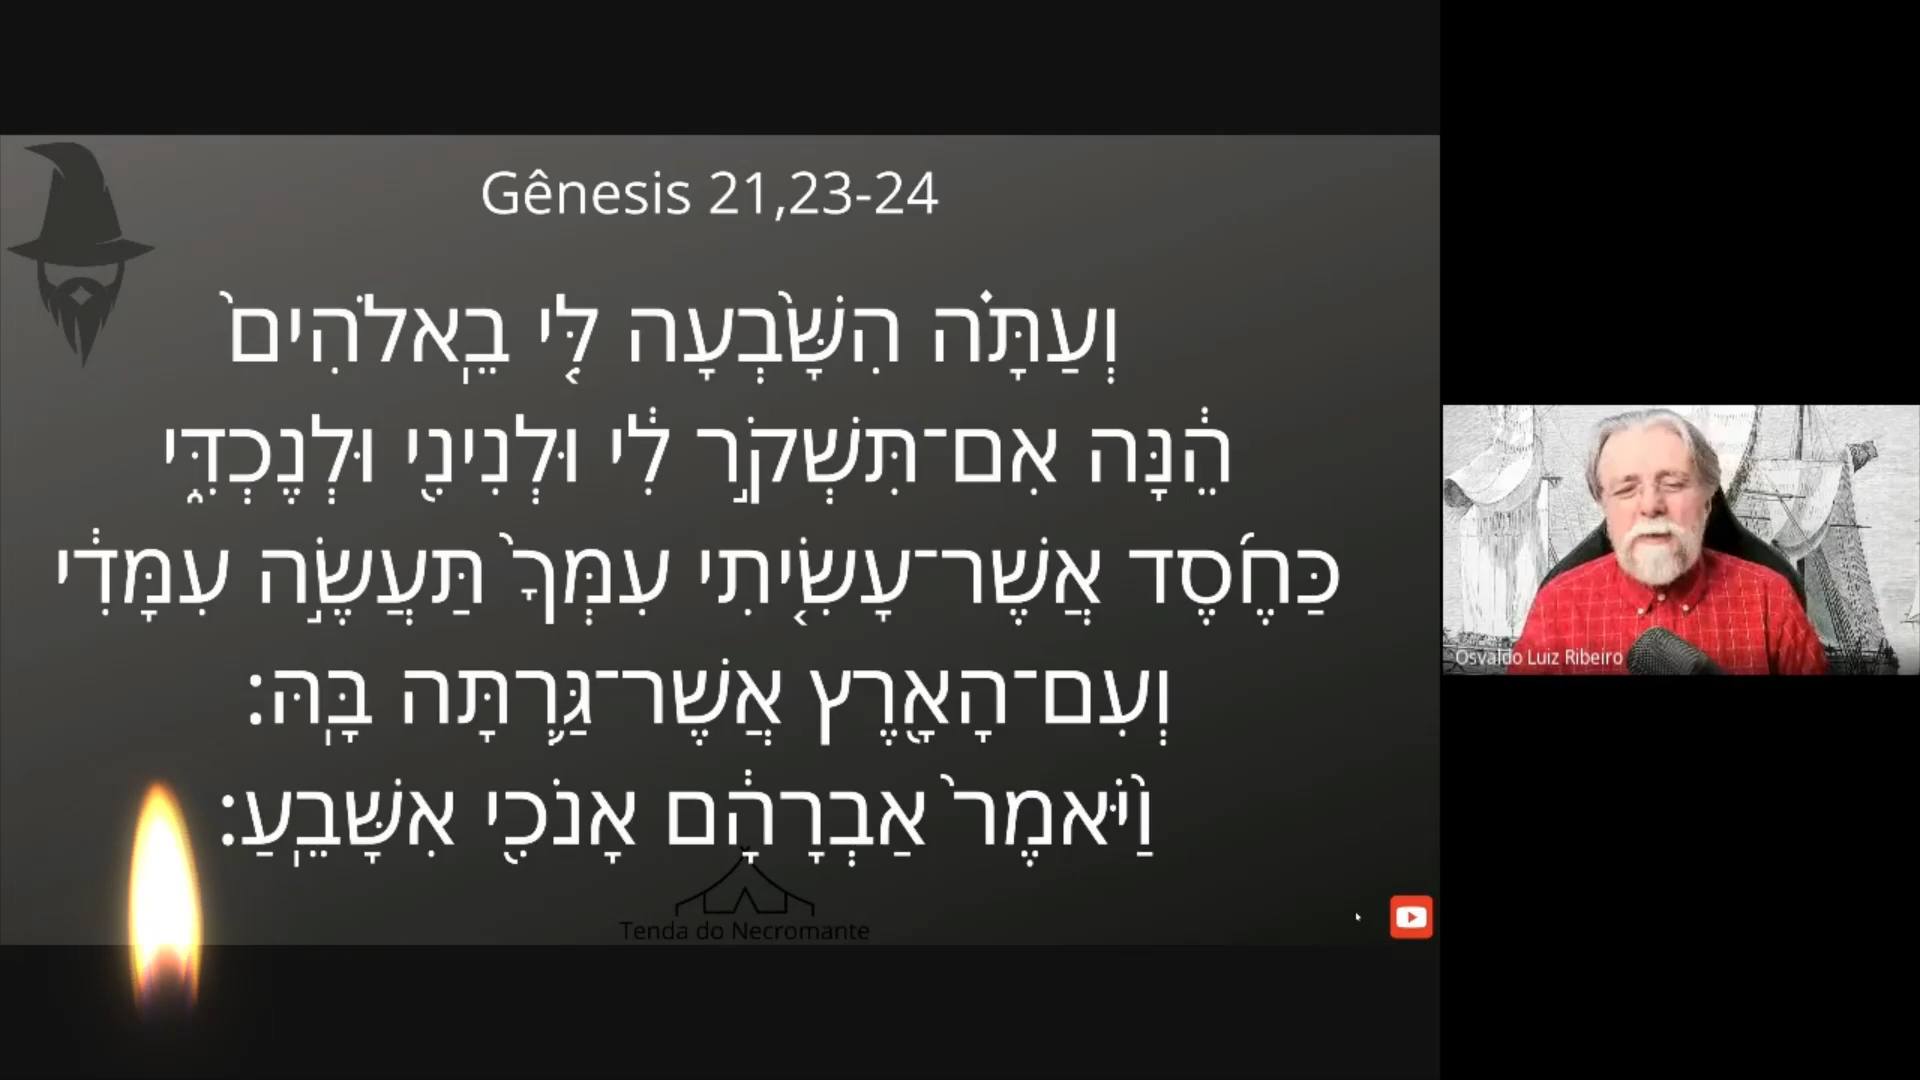 Gênesis 21,23-24
וְעַתָּ֗ה הִשָּׁ֨בְעָה לִּ֤י בֵֽאלֹהִים֙
הֵ֔נָּה אִם־תִּשְׁקֹ֣ר לִ֔י וּלְנִינִ֖י וּלְנֶכְדִּ֑י
כַּחֶ֜סֶד אֲשֶׁר־עָשִׂ֤יתִי עִמְּךָ֙ תַּעֲשֶׂ֣ה עִמָּדִ֔י
וְעִם־הָאָ֖רֶץ אֲשֶׁר־גַּ֥רְתָּה בָּֽהּ׃
וַיֹּ֙אמֶר֙ אַבְרָהָ֔ם אָנֹכִ֖י אִשָּׁבֵֽעַ׃
Tenda do Necromante
Osvaldo Luiz Ribeiro